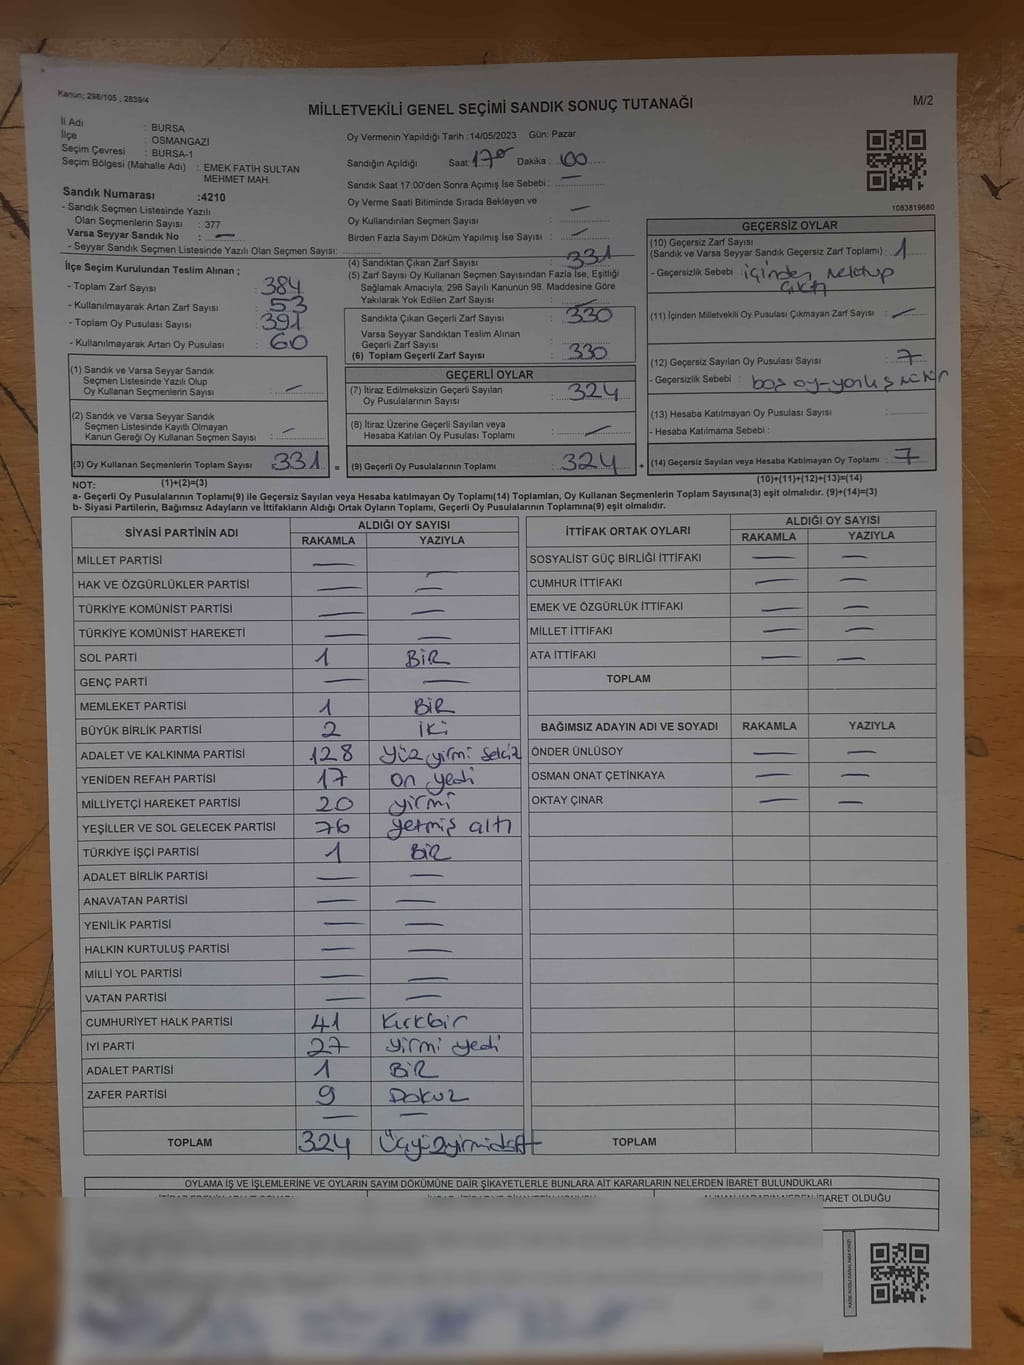 Kanun; 298/105 , 2839/4
MİLLETVEKİLİ GENEL SEÇİMİ SANDIK SONUÇ TUTANAĞI
M/2
İl Adı : BURSA
İlçe : OSMANGAZİ
Seçim Çevresi : BURSA-1
Seçim Bölgesi (Mahalle Adı) : EMEK FATİH SULTAN
MEHMET MAH.
Sandık Numarası :4210
- Sandık Seçmen Listesinde Yazılı
Olan Seçmenlerin Sayısı : 377
Varsa Seyyar Sandık No : —
- Seyyar Sandık Seçmen Listesinde Yazılı Olan Seçmen Sayısı:
Oy Vermenin Yapıldığı Tarih :14/05/2023 Gün: Pazar
Sandığın Açıldığı Saat: 17 00 Dakika : 00
Sandık Saat 17:00'den Sonra Açımış İse Sebebi : —
Oy Verme Saati Bitiminde Sırada Bekleyen ve
Oy Kullandırılan Seçmen Sayısı : —
Birden Fazla Sayım Döküm Yapılmış İse Sayısı : —
1083819680
İlçe Seçim Kurulundan Teslim Alınan ;
- Toplam Zarf Sayısı : 384
- Kullanılmayarak Artan Zarf Sayısı : 53
- Toplam Oy Pusulası Sayısı : 391
- Kullanılmayarak Artan Oy Pusulası : 60
(1) Sandık ve Varsa Seyyar Sandık
Seçmen Listesinde Yazılı Olup
Oy Kullanan Seçmenlerin Sayısı : —
(2) Sandık ve Varsa Seyyar Sandık
Seçmen Listesinde Kayıtlı Olmayan
Kanun Gereği Oy Kullanan Seçmen Sayısı : —
(3) Oy Kullanan Seçmenlerin Toplam Sayısı 331 =
(4) Sandıktan Çıkan Zarf Sayısı : 331
(5) Zarf Sayısı Oy Kullanan Seçmen Sayısından Fazla İse, Eşitliği
Sağlamak Amacıyla; 298 Sayılı Kanunun 98. Maddesine Göre
Yakılarak Yok Edilen Zarf Sayısı : —
Sandıkta Çıkan Geçerli Zarf Sayısı : 330
Varsa Seyyar Sandıktan Teslim Alınan
Geçerli Zarf Sayısı :
(6) Toplam Geçerli Zarf Sayısı : 330
GEÇERLİ OYLAR
(7) İtiraz Edilmeksizin Geçerli Sayılan
Oy Pusulalarının Sayısı : 324
(8) İtiraz Üzerine Geçerli Sayılan veya
Hesaba Katılan Oy Pusulası Toplamı : —
(9) Geçerli Oy Pusulalarının Toplamı : 324 +
GEÇERSİZ OYLAR
(10) Geçersiz Zarf Sayısı
(Sandık ve Varsa Seyyar Sandık Geçersiz Zarf Toplamı) : 1
- Geçersizlik Sebebi : içinden
çıktı
(11) İçinden Milletvekili Oy Pusulası Çıkmayan Zarf Sayısı : —
(12) Geçersiz Sayılan Oy Pusulası Sayısı : 7
- Geçersizlik Sebebi : boş oy-yanlış mühür
(13) Hesaba Katılmayan Oy Pusulası Sayısı :
- Hesaba Katılmama Sebebi :
(14) Geçersiz Sayılan veya Hesaba Katılmayan Oy Toplamı : 7
NOT: (1)+(2)=(3) (10)+(11)+(12)+(13)=(14)
a- Geçerli Oy Pusulalarının Toplamı(9) ile Geçersiz Sayılan veya Hesaba katılmayan Oy Toplamı(14) Toplamları, Oy Kullanan Seçmenlerin Toplam Sayısına(3) eşit olmalıdır. (9)+(14)=(3)
b- Siyasi Partilerin, Bağımsız Adayların ve İttifakların Aldığı Ortak Oyların Toplamı, Geçerli Oy Pusulalarının Toplamına(9) eşit olmalıdır.
SİYASİ PARTİNİN ADI ALDIĞI OY SAYISI
RAKAMLA YAZIYLA
MİLLET PARTİSİ —
HAK VE ÖZGÜRLÜKLER PARTİSİ — —
TÜRKİYE KOMÜNİST PARTİSİ — —
TÜRKİYE KOMÜNİST HAREKETİ — —
SOL PARTİ 1 BİR
GENÇ PARTİ — —
MEMLEKET PARTİSİ 1 BİR
BÜYÜK BİRLİK PARTİSİ 2 iki
ADALET VE KALKINMA PARTİSİ 128 yüz yirmi sekiz
YENİDEN REFAH PARTİSİ 17 on yedi
MİLLİYETÇİ HAREKET PARTİSİ 20 yirmi
YEŞİLLER VE SOL GELECEK PARTİSİ 76 yetmiş altı
TÜRKİYE İŞÇİ PARTİSİ 1 BİR
ADALET BİRLİK PARTİSİ — —
ANAVATAN PARTİSİ — —
YENİLİK PARTİSİ — —
HALKIN KURTULUŞ PARTİSİ — —
MİLLİ YOL PARTİSİ — —
VATAN PARTİSİ — —
CUMHURİYET HALK PARTİSİ 41 Kırkbir
İYİ PARTİ 27 yirmi yedi
ADALET PARTİSİ 1 BİR
ZAFER PARTİSİ 9 Dokuz
— —
TOPLAM 324 Üçyüzyirmidört
İTTİFAK ORTAK OYLARI ALDIĞI OY SAYISI
RAKAMLA YAZIYLA
SOSYALİST GÜÇ BİRLİĞİ İTTİFAKI — —
CUMHUR İTTİFAKI — —
EMEK VE ÖZGÜRLÜK İTTİFAKI — —
MİLLET İTTİFAKI — —
ATA İTTİFAKI — —
TOPLAM
BAĞIMSIZ ADAYIN ADI VE SOYADI RAKAMLA YAZIYLA
ÖNDER ÜNLÜSOY — —
OSMAN ONAT ÇETİNKAYA — —
OKTAY ÇINAR — —
TOPLAM
OYLAMA İŞ VE İŞLEMLERİNE VE OYLARIN SAYIM DÖKÜMÜNE DAİR ŞİKAYETLERLE BUNLARA AİT KARARLARIN NELERDEN İBARET BULUNDUKLARI
İBARET OLDUĞU